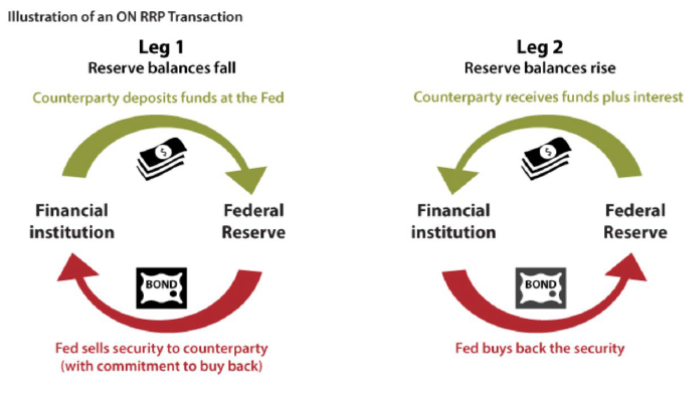 Illustration of an ON RRP Transaction
Leg 1
Reserve balances fall
Counterparty deposits funds at the Fed
$
Financial
institution
Federal
Reserve
BOND
Fed sells security to counterparty
(with commitment to buy back)
Leg 2
Reserve balances rise
Counterparty receives funds plus interest
$
Financial
institution
Federal
Reserve
BOND
Fed buys back the security